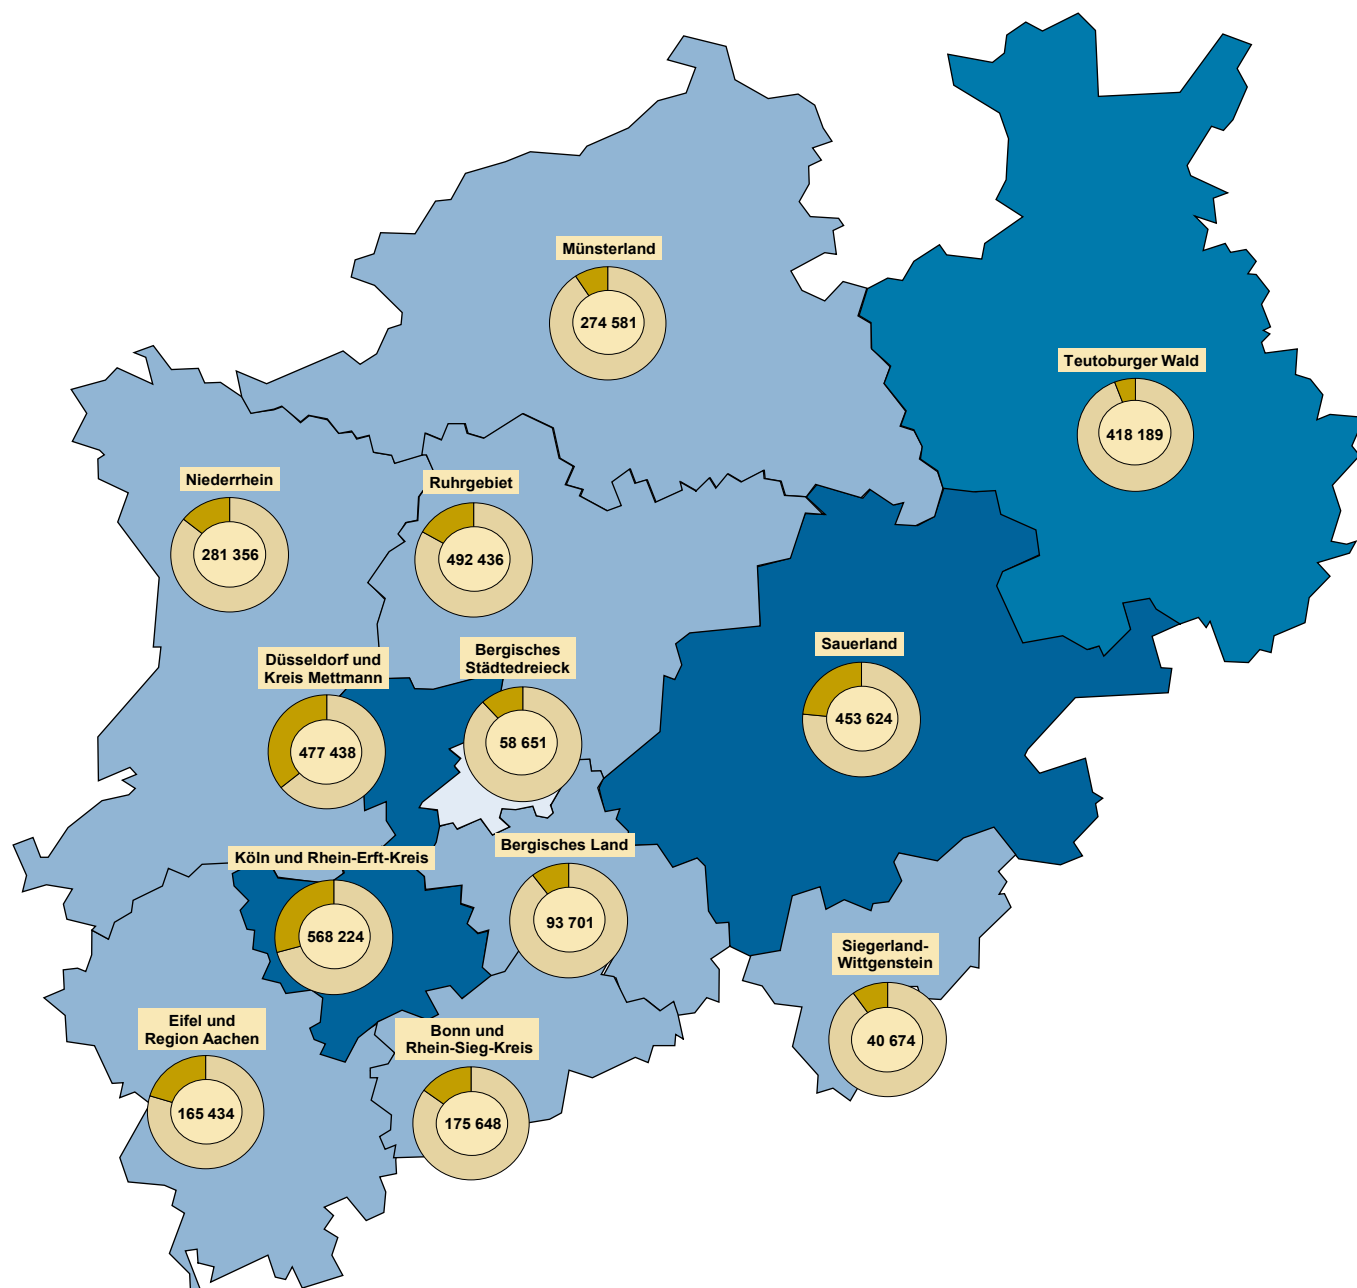 Münsterland
274 581
Teutoburger Wald
418 189
Niederrhein
281 356
Ruhrgebiet
492 436
Düsseldorf und
Kreis Mettmann
477 438
Bergisches
Städtedreieck
58 651
Sauerland
453 624
Köln und Rhein-Erft-Kreis
568 224
Bergisches Land
93 701
Siegerland-
Wittgenstein
40 674
Eifel und
Region Aachen
165 434
Bonn und
Rhein-Sieg-Kreis
175 648